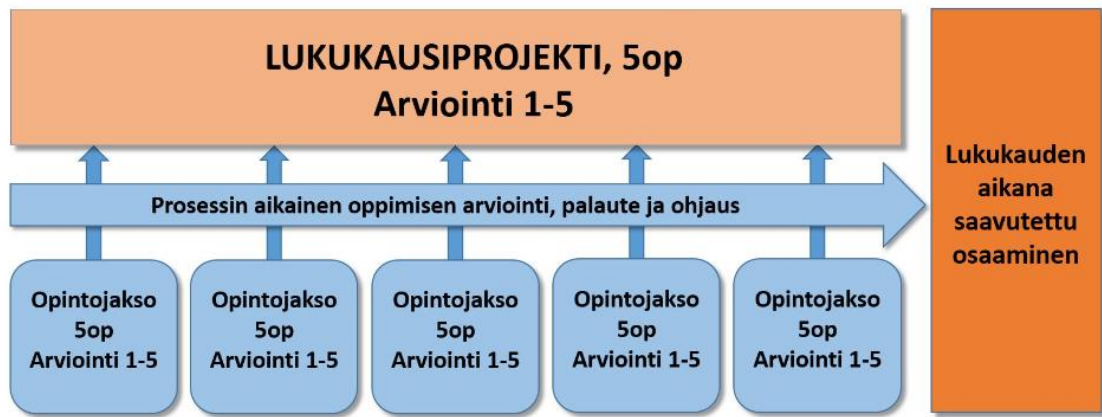 LUKUKAUSIPROJEKTI, 5op
Arviointi 1-5
Prosessin aikainen oppimisen arviointi, palaute ja ohjaus
Opintojakso
5op
Arviointi 1-5
Opintojakso
5op
Arviointi 1-5
Opintojakso
5op
Arviointi 1-5
Opintojakso
5op
Arviointi 1-5
Opintojakso
5op
Arviointi 1-5
Lukukauden
aikana
saavutettu
osaaminen